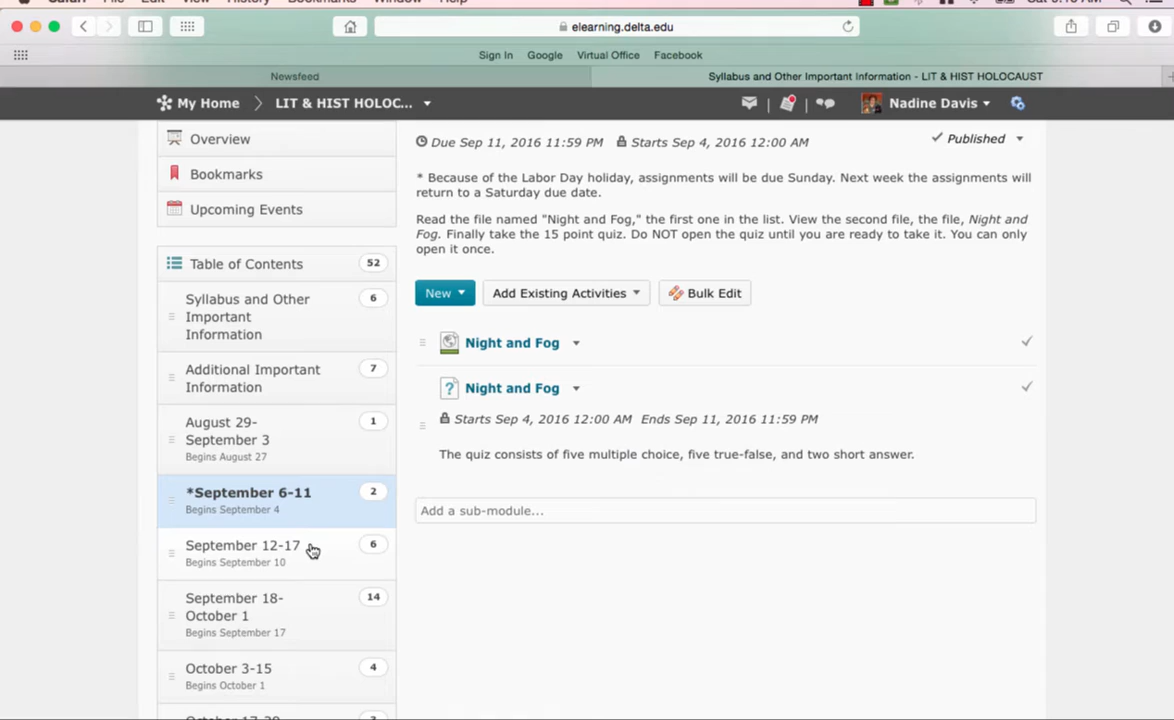 elearning.delta.edu
Sign In Google Virtual Office Facebook
Newsfeed
Syllabus and Other Important Information - LIT & HIST HOLOCAUST
My Home LIT & HIST HOLOC...
Nadine Davis
Overview
Bookmarks
Upcoming Events
Table of Contents 52
Syllabus and Other
Important
Information
6
Additional Important
Information
7
August 29-
September 3
1
Begins August 27
*September 6-11 2
Begins September 4
September 12-17 6
Begins September 10
September 18-
October 1
14
Begins September 17
October 3-15 4
Begins October 1
Due Sep 11, 2016 11:59 PM Starts Sep 4, 2016 12:00 AM
Published
* Because of the Labor Day holiday, assignments will be due Sunday. Next week the assignments will
return to a Saturday due date.
Read the file named "Night and Fog," the first one in the list. View the second file, the file, Night and
Fog. Finally take the 15 point quiz. Do NOT open the quiz until you are ready to take it. You can only
open it once.
New Add Existing Activities Bulk Edit
Night and Fog
? Night and Fog
Starts Sep 4, 2016 12:00 AM Ends Sep 11, 2016 11:59 PM
The quiz consists of five multiple choice, five true-false, and two short answer.
Add a sub-module...